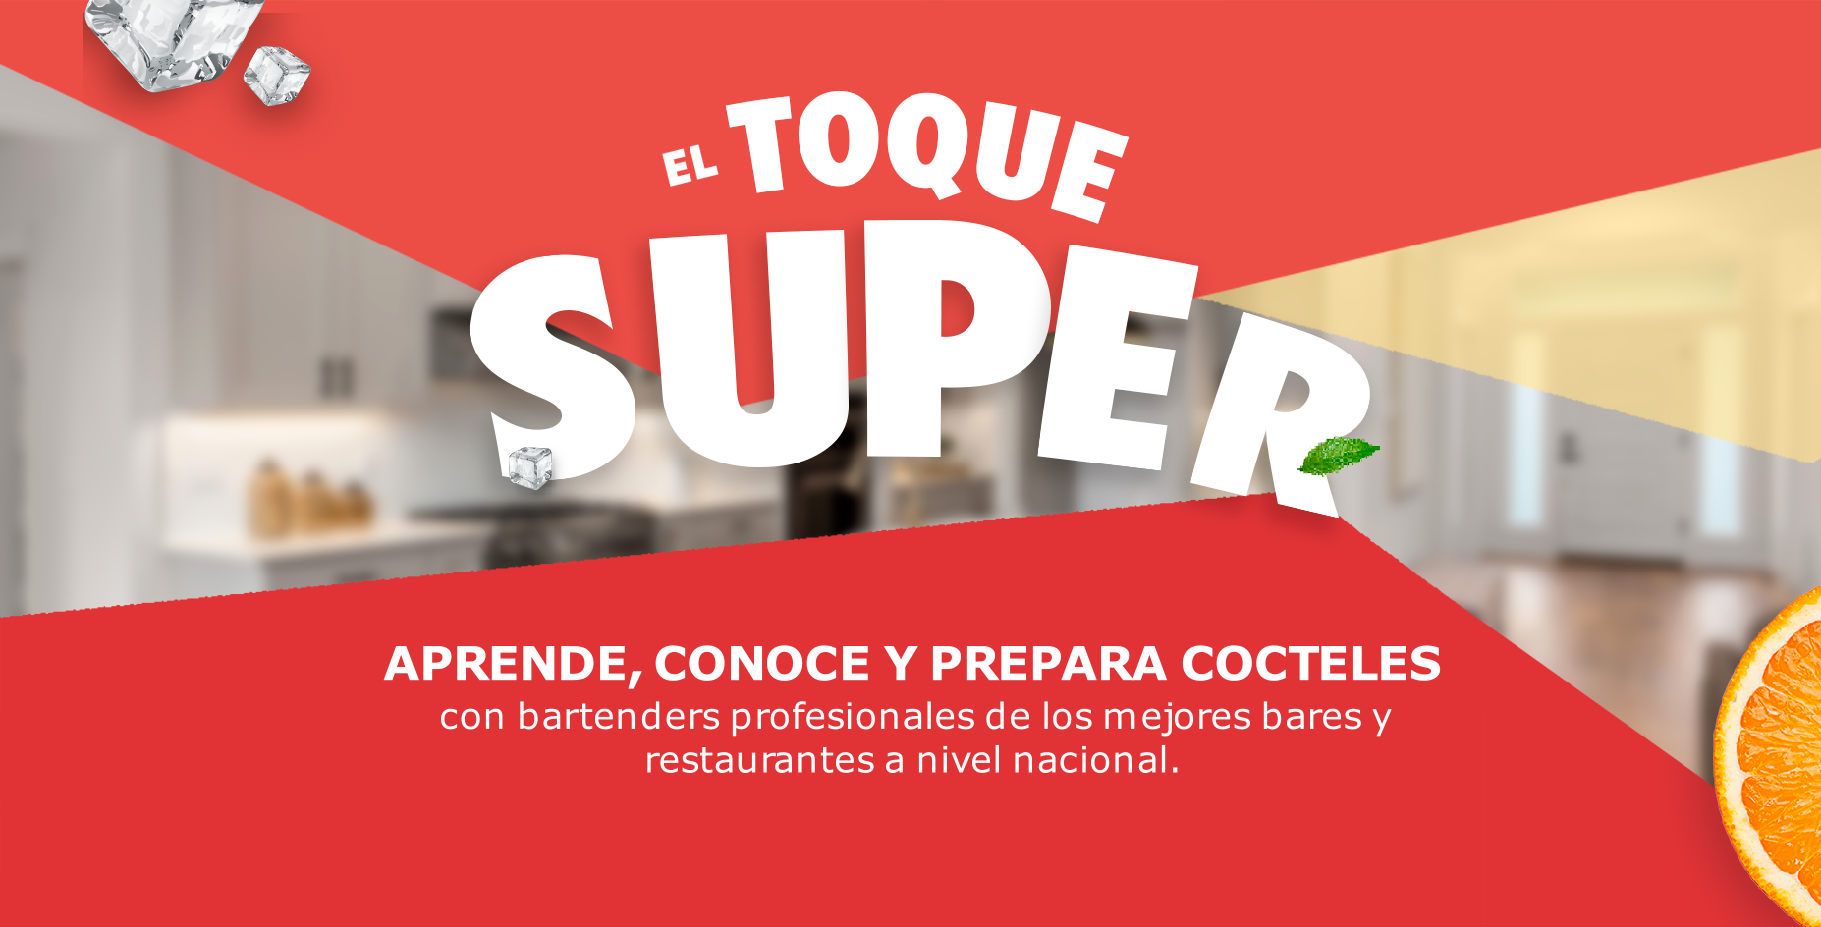 EL TOQUE
SUPER
APRENDE, CONOCE Y PREPARA COCTELES
con bartenders profesionales de los mejores bares y
restaurantes a nivel nacional.